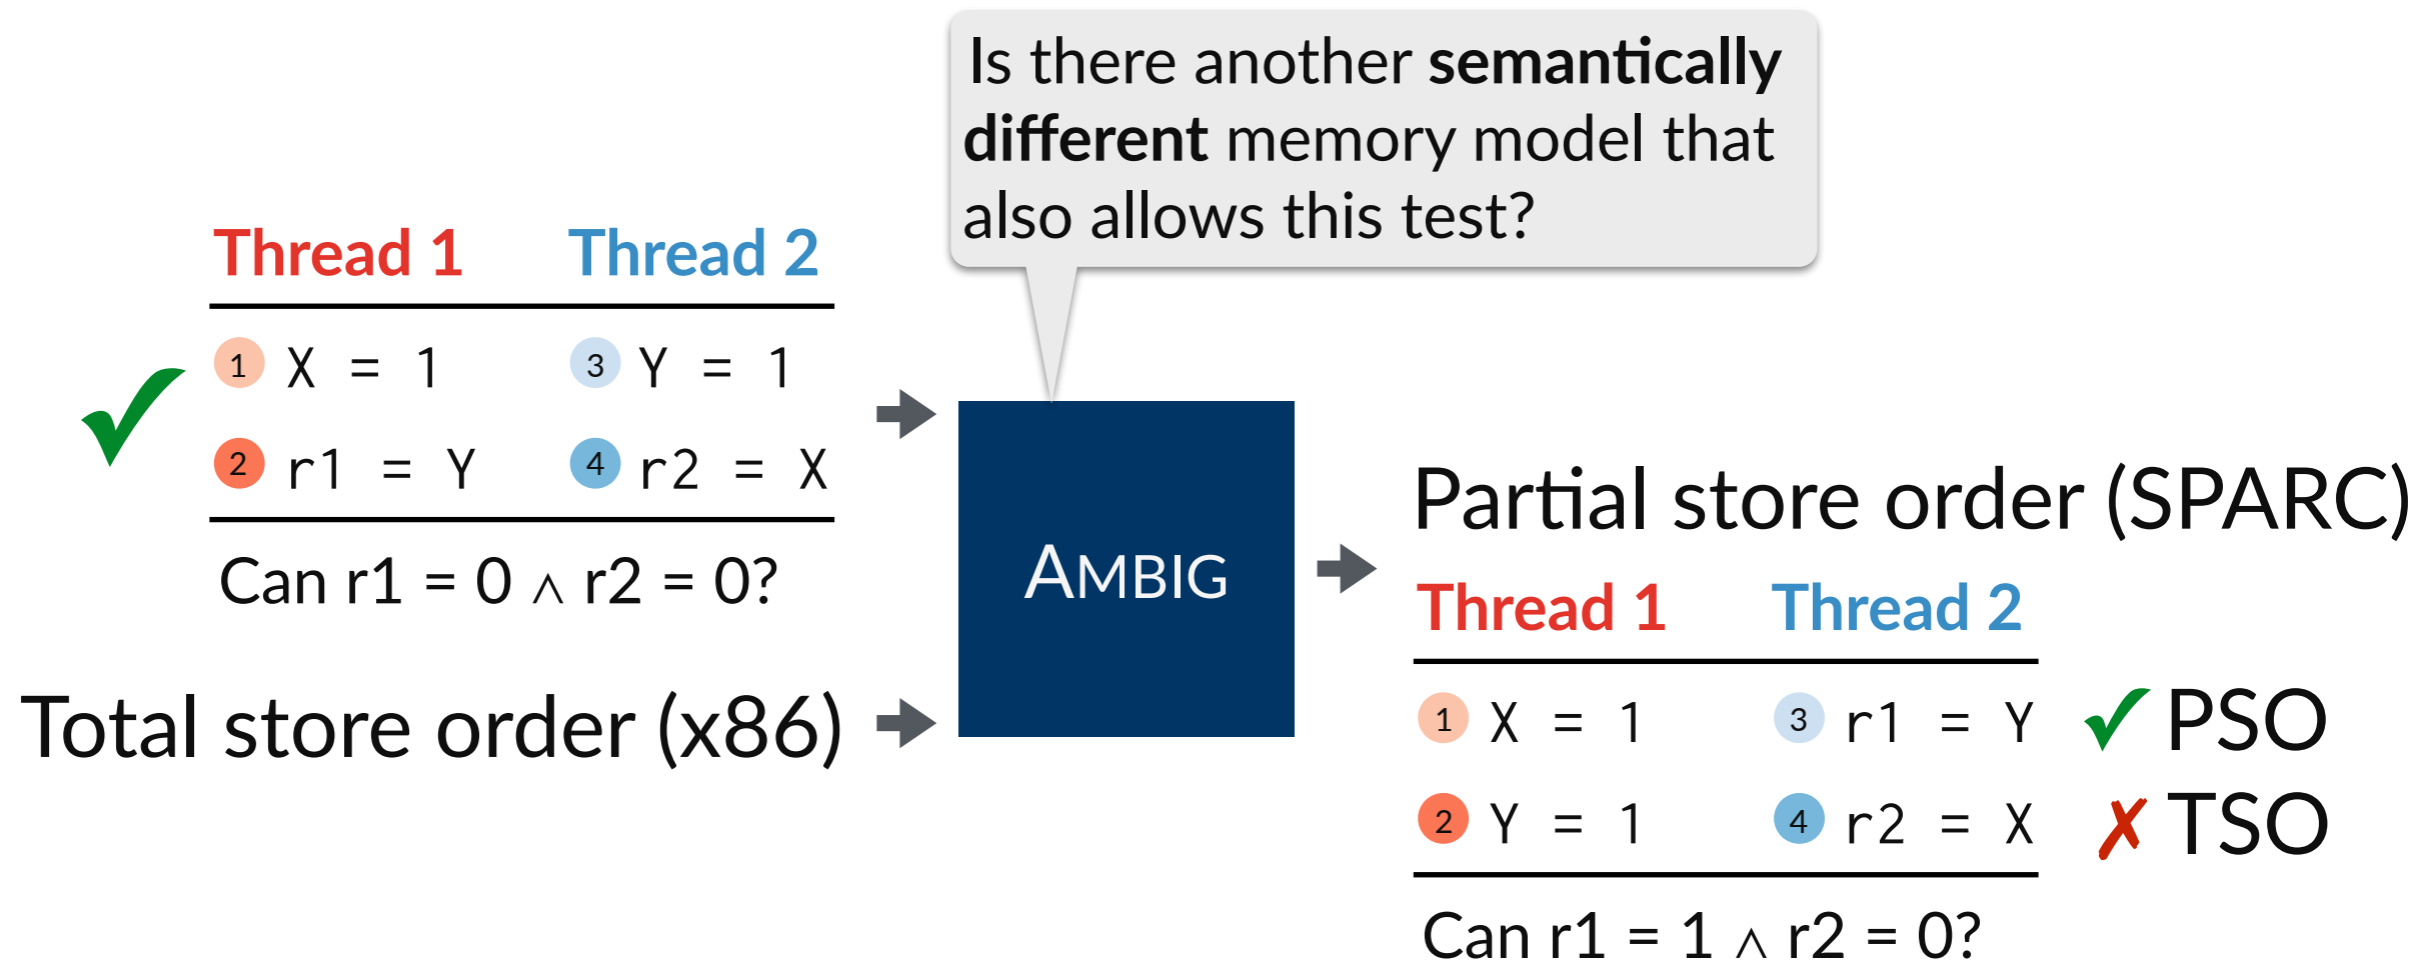 Is there another semantically
different memory model that
also allows this test?
Thread 1 Thread 2
1 X = 1 3 Y = 1
2 r1 = Y 4 r2 = X
Can r1 = 0 ∧ r2 = 0?
Total store order (x86)
AMBIG
Partial store order (SPARC)
Thread 1 Thread 2
1 X = 1 3 r1 = Y ✓ PSO
2 Y = 1 4 r2 = X ✗ TSO
Can r1 = 1 ∧ r2 = 0?